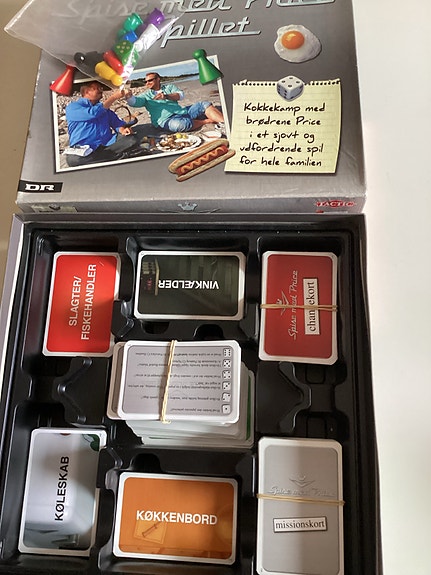 Spise med Price
spillet
Kokkekamp med
brødrene Price
i et sjovt og
udfordrende spil
for hele familien
DR
TACTIC
SLAGTER/
FISKEHANDLER
VINKÆLDER
Spise med Price
chancekort
KØLESKAB
KØKKENBORD
Spise med Price
missionskort